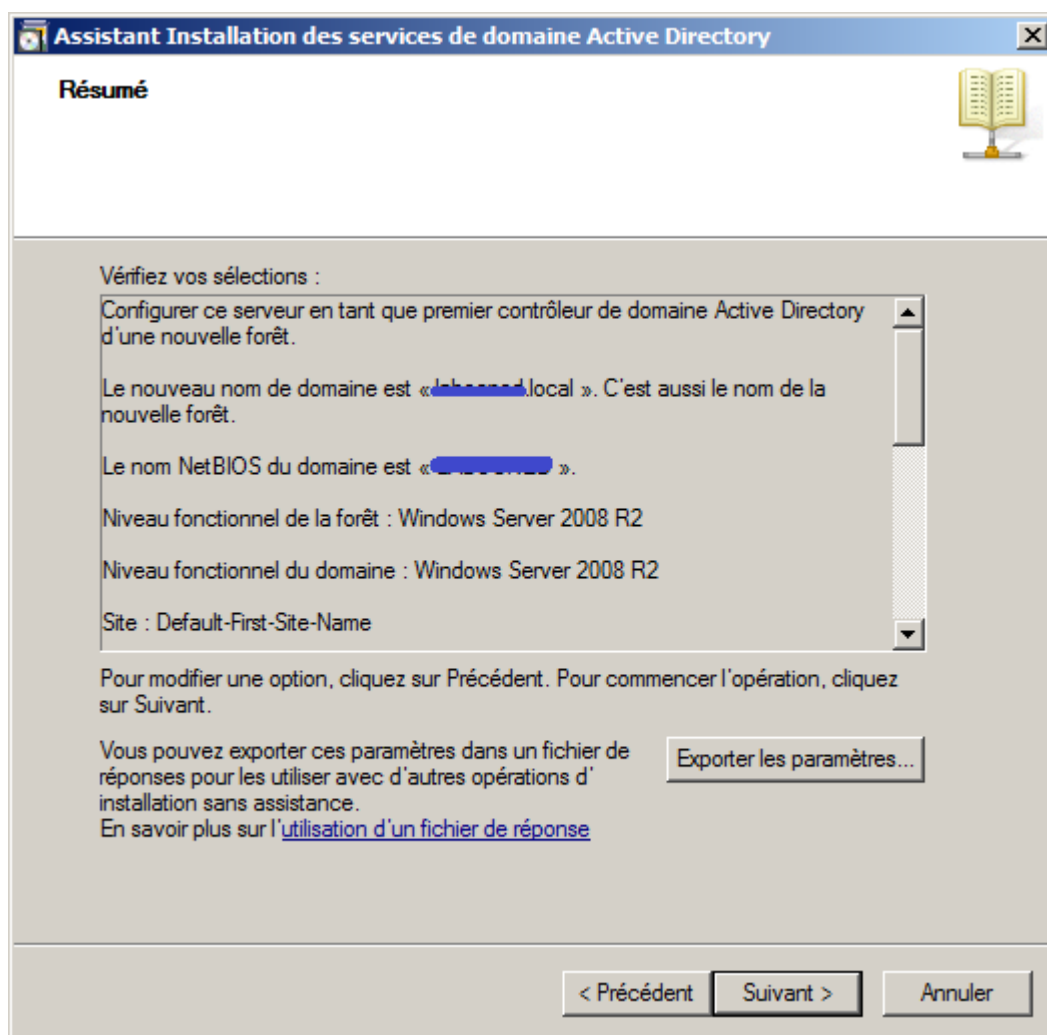 Assistant Installation des services de domaine Active Directory
Résumé
Vérifiez vos sélections :
Configurer ce serveur en tant que premier contrôleur de domaine Active Directory
d'une nouvelle forêt.
Le nouveau nom de domaine est « .local ». C'est aussi le nom de la
nouvelle forêt.
Le nom NetBIOS du domaine est « ».
Niveau fonctionnel de la forêt : Windows Server 2008 R2
Niveau fonctionnel du domaine : Windows Server 2008 R2
Site : Default-First-Site-Name
Pour modifier une option, cliquez sur Précédent. Pour commencer l'opération, cliquez
sur Suivant.
Vous pouvez exporter ces paramètres dans un fichier de
réponses pour les utiliser avec d'autres opérations d'
installation sans assistance.
En savoir plus sur l'utilisation d'un fichier de réponse
Exporter les paramètres...
< Précédent
Suivant >
Annuler